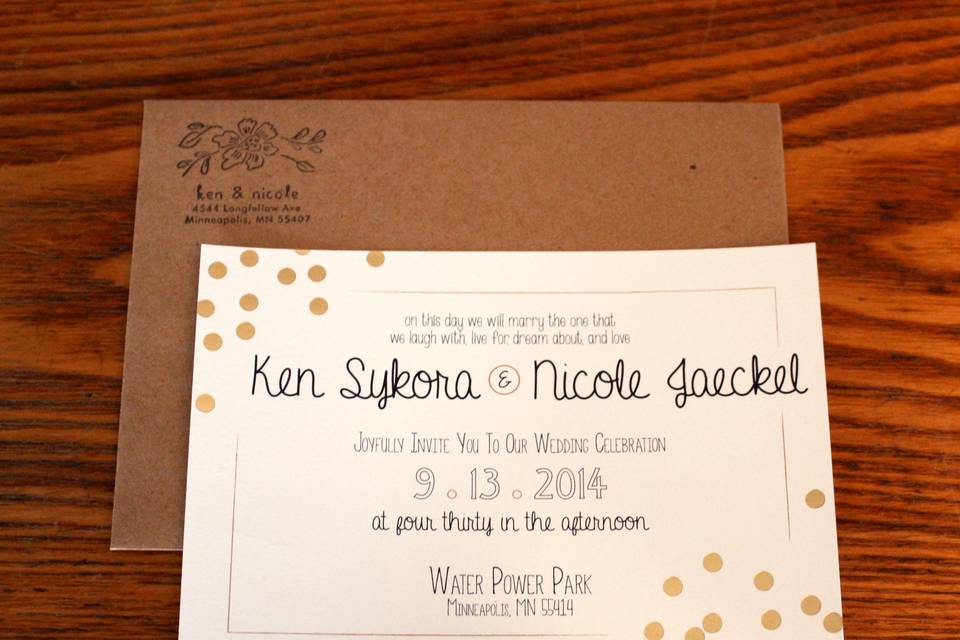 ken & nicole
4544 Longfellow Ave
Minneapolis, MN 55407
on this day we will marry the one that
we laugh with, live for, dream about, and love
Ken Sykora & Nicole Jaeckel
Joyfully Invite You To Our Wedding Celebration
9 . 13 . 2014
at four thirty in the afternoon
Water Power Park
Minneapolis, MN 55414